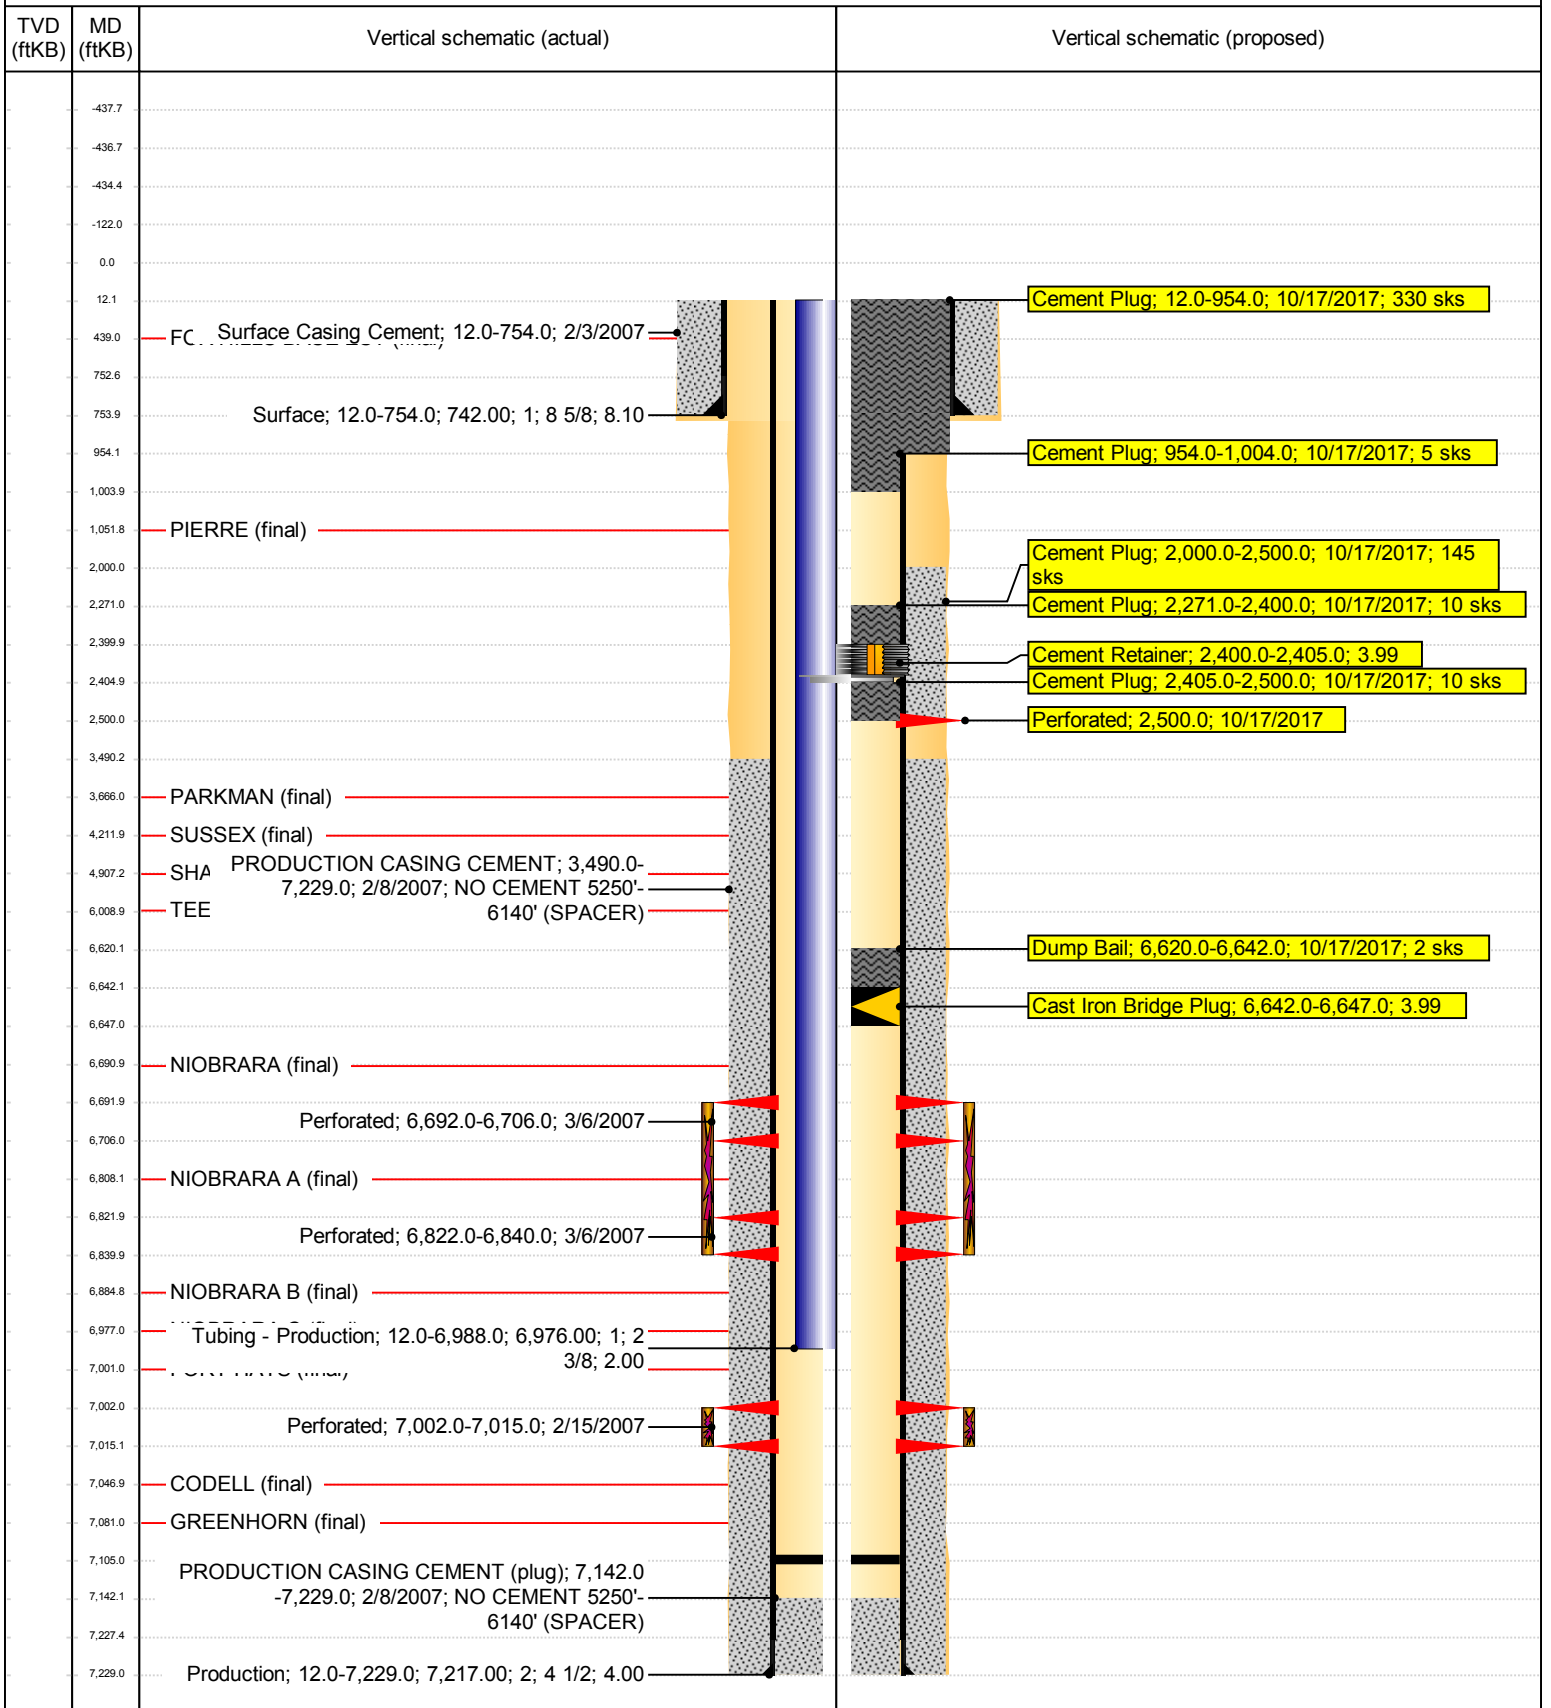 TVD (ftKB)
MD (ftKB)
Vertical schematic (actual)
Vertical schematic (proposed)
-437.7
-436.7
-434.4
-122.0
0.0
12.1
Cement Plug; 12.0-954.0; 10/17/2017; 330 sks
439.0
Surface Casing Cement; 12.0-754.0; 2/3/2007
752.6
753.9
Surface; 12.0-754.0; 742.00; 1; 8 5/8; 8.10
954.1
Cement Plug; 954.0-1,004.0; 10/17/2017; 5 sks
1,003.9
1,051.8
PIERRE (final)
Cement Plug; 2,000.0-2,500.0; 10/17/2017; 145
sks
2,000.0
2,271.0
Cement Plug; 2,271.0-2,400.0; 10/17/2017; 10 sks
2,399.9
Cement Retainer; 2,400.0-2,405.0; 3.99
2,404.9
Cement Plug; 2,405.0-2,500.0; 10/17/2017; 10 sks
2,500.0
Perforated; 2,500.0; 10/17/2017
3,490.2
3,666.0
PARKMAN (final)
4,211.9
SUSSEX (final)
4,907.2
SHA
PRODUCTION CASING CEMENT; 3,490.0-
7,229.0; 2/8/2007; NO CEMENT 5250'-
6140' (SPACER)
6,008.9
TEE
6,620.1
Dump Bail; 6,620.0-6,642.0; 10/17/2017; 2 sks
6,642.1
Cast Iron Bridge Plug; 6,642.0-6,647.0; 3.99
6,647.0
6,690.9
NIOBRARA (final)
6,691.9
Perforated; 6,692.0-6,706.0; 3/6/2007
6,706.0
6,808.1
NIOBRARA A (final)
6,821.9
Perforated; 6,822.0-6,840.0; 3/6/2007
6,839.9
6,884.8
NIOBRARA B (final)
6,977.0
Tubing - Production; 12.0-6,988.0; 6,976.00; 1; 2
3/8; 2.00
7,001.0
7,002.0
Perforated; 7,002.0-7,015.0; 2/15/2007
7,015.1
7,046.9
CODELL (final)
7,081.0
GREENHORN (final)
7,105.0
PRODUCTION CASING CEMENT (plug); 7,142.0
-7,229.0; 2/8/2007; NO CEMENT 5250'-
6140' (SPACER)
7,142.1
7,227.4
7,229.0
Production; 12.0-7,229.0; 7,217.00; 2; 4 1/2; 4.00